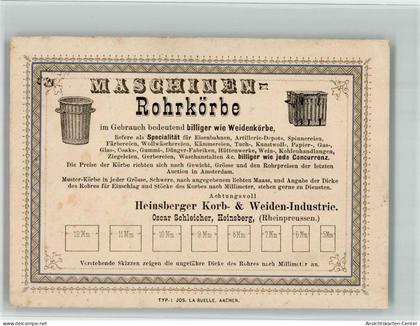 MASCHINEN-
Rohrkörbe
im Gebrauch bedeutend billiger wie Weidenkörbe,
liefere als Specialität für Eisenbahnen, Artillerie-Depots, Spinnereien,
Färbereien, Wollwäschereien, Kämmereien, Tuch-, Kunstwoll-, Papier-, Gas-,
Glas-, Coaks-, Gummi-, Dünger-Fabriken, Hüttenwerke, Wein-, Kohlenhandlungen,
Ziegeleien, Gerbereien, Waschanstalten &c. billiger wie jede Concurrenz.
Die Preise der Körbe richten sich nach Gewicht, Grösse und den Rohrpreisen der letzten
Auction in Amsterdam.
Muster-Körbe in jeder Grösse, Schwere, nach angegebenen lichten Maass, und Angabe der Dicke
des Rohres für Einschlag und Stöcke des Korbes nach Millimeter, stehen gerne zu Diensten.
Achtungsvoll
Heinsberger Korb- & Weiden-Industrie.
Oscar Schleicher, Heinsberg, (Rheinpreussen.)
12 Mm. 11 Mm. 10 Mm. 9 Mm. 8 Mm. 7 Mm. 6 Mm. 5 Mm.
Vorstehende Skizzen zeigen die ungefähre Dicke des Rohres nach Millimetur an.
TYP.: JOS. LA RUELLE, AACHEN.
© Ansichtskarten-Center